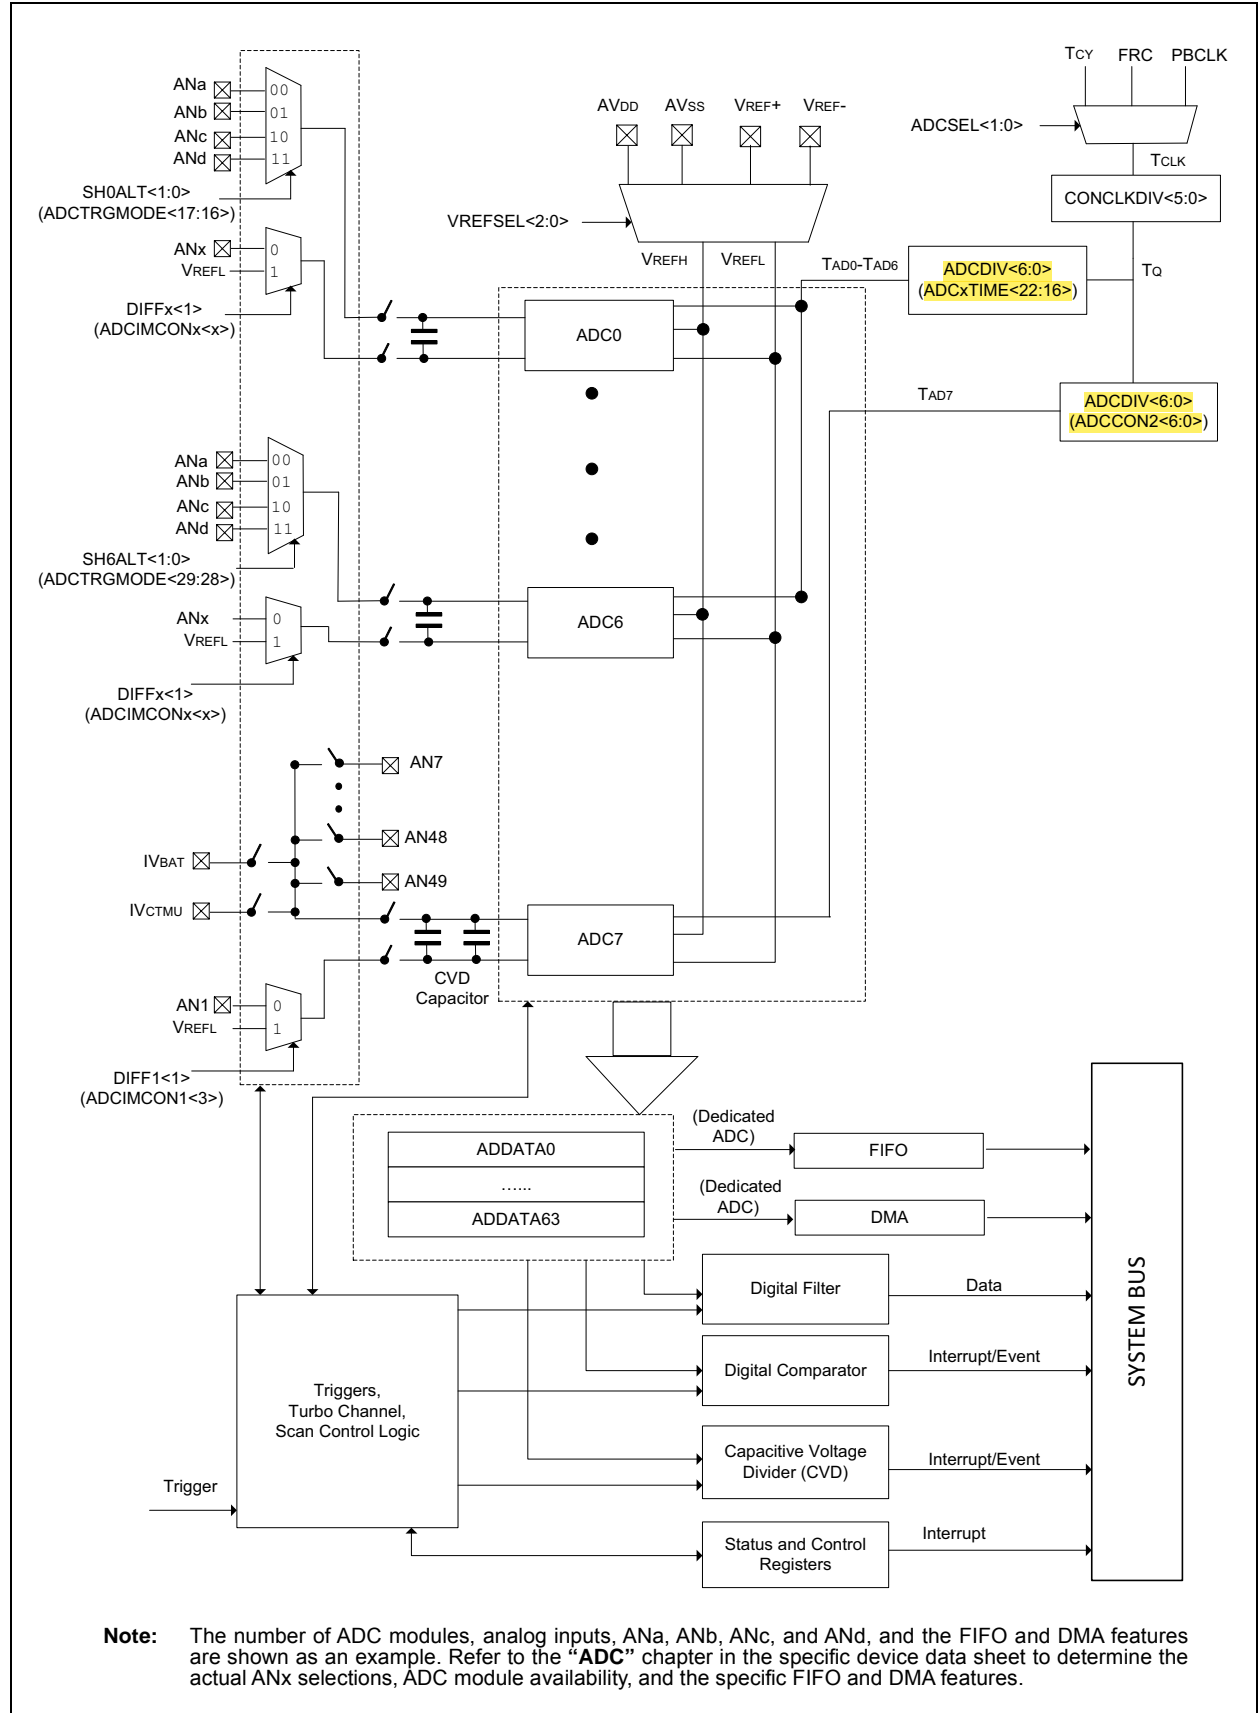 TCY FRC PBCLK
ANa
00
ANb
01
ANc
10
ANd
11
AVDD AVSS VREF+ VREF-
ADCSEL<1:0>
TCLK
SH0ALT<1:0>
(ADCTRGMODE<17:16>)
CONCLKDIV<5:0>
VREFSEL<2:0>
ANx
0
VREFL
1
VREFH VREFL
TAD0-TAD6
ADCDIV<6:0>
(ADCxTIME<22:16>)
TQ
DIFFx<1>
(ADCIMCONx<x>)
ADC0
TAD7
ADCDIV<6:0>
(ADCCON2<6:0>)
ANa
00
ANb
01
ANc
10
ANd
11
SH6ALT<1:0>
(ADCTRGMODE<29:28>)
ANx
0
VREFL
1
ADC6
DIFFx<1>
(ADCIMCONx<x>)
AN7
AN48
IVBAT
AN49
IVCTMU
ADC7
CVD
Capacitor
AN1
0
VREFL
1
DIFF1<1>
(ADCIMCON1<3>)
(Dedicated
ADC)
ADDATA0
FIFO
…...
(Dedicated
ADC)
ADDATA63
DMA
Digital Filter
Data
SYSTEM BUS
Digital Comparator
Interrupt/Event
Triggers,
Turbo Channel,
Scan Control Logic
Capacitive Voltage
Divider (CVD)
Interrupt/Event
Trigger
Status and Control
Registers
Interrupt
Note: The number of ADC modules, analog inputs, ANa, ANb, ANc, and ANd, and the FIFO and DMA features
are shown as an example. Refer to the “ADC” chapter in the specific device data sheet to determine the
actual ANx selections, ADC module availability, and the specific FIFO and DMA features.